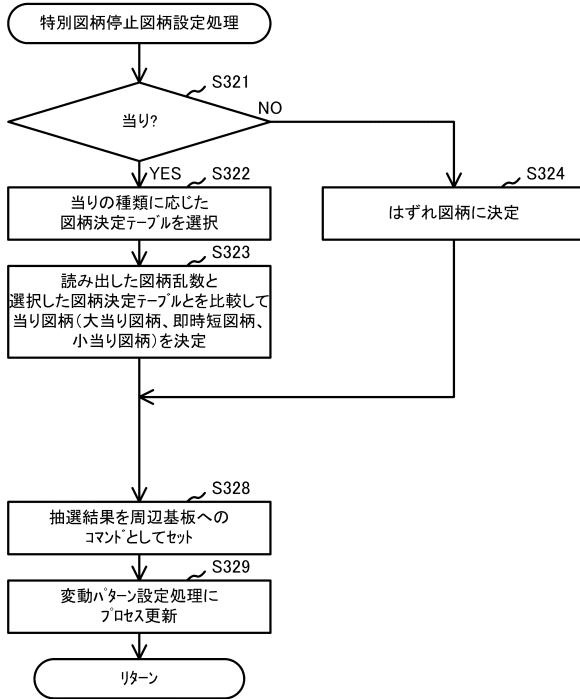 特別図柄停止図柄設定処理
S321
当り?
NO
YES
S322
当りの種類に応じた
図柄決定テーブルを選択
S324
はずれ図柄に決定
S323
読み出した図柄乱数と
選択した図柄決定テーブルとを比較して
当り図柄(大当り図柄、即時短図柄、
小当り図柄)を決定
S328
抽選結果を周辺基板への
コマンドとしてセット
S329
変動パターン設定処理に
プロセス更新
リターン